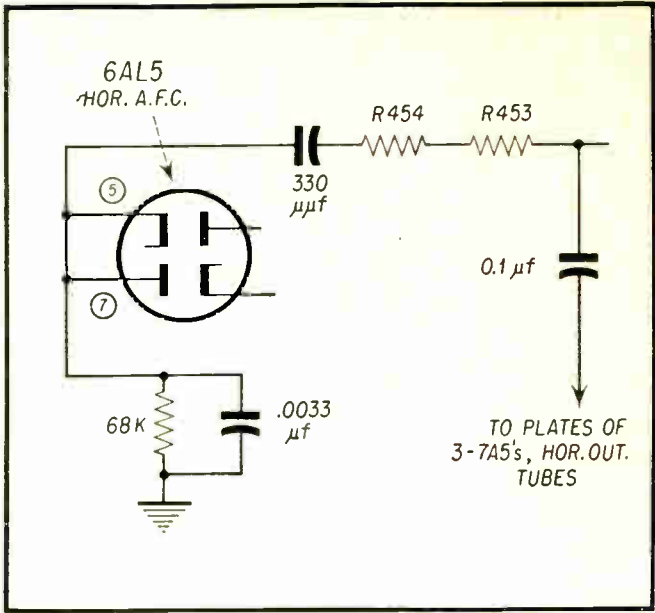 6AL5
HOR. A.F.C.
R454
R453
330
μμf
5
0.1 μf
7
68K
.0033
μf
TO PLATES OF
3-7A5's, HOR. OUT.
TUBES